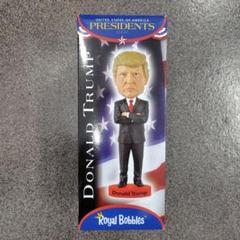 UNITED STATES OF AMERICA
PRESIDENTS
DONALD TRUMP
Donald Trump
Royal Bobbles